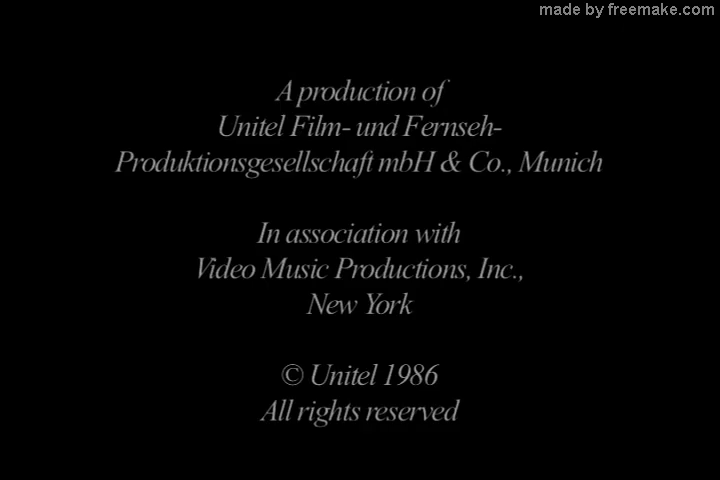 made by freemake.com
A production of
Unitel Film- und Fernseh-
Produktionsgesellschaft mbH & Co., Munich
In association with
Video Music Productions, Inc.,
New York
© Unitel 1986
All rights reserved